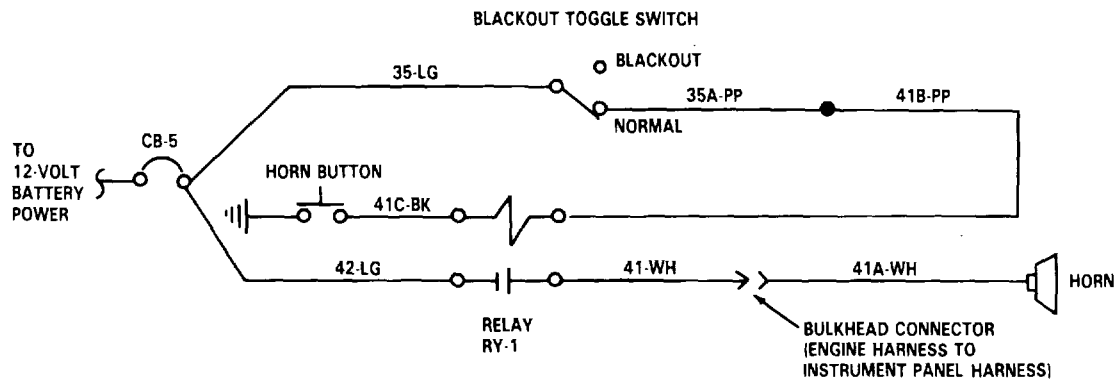 BLACKOUT TOGGLE SWITCH
35-LG
BLACKOUT
35A-PP
41B-PP
NORMAL
TO
12-VOLT
BATTERY
POWER
CB-5
HORN BUTTON
41C-BK
42-LG
41-WH
41A-WH
HORN
RELAY
RY-1
BULKHEAD CONNECTOR
(ENGINE HARNESS TO
INSTRUMENT PANEL HARNESS)